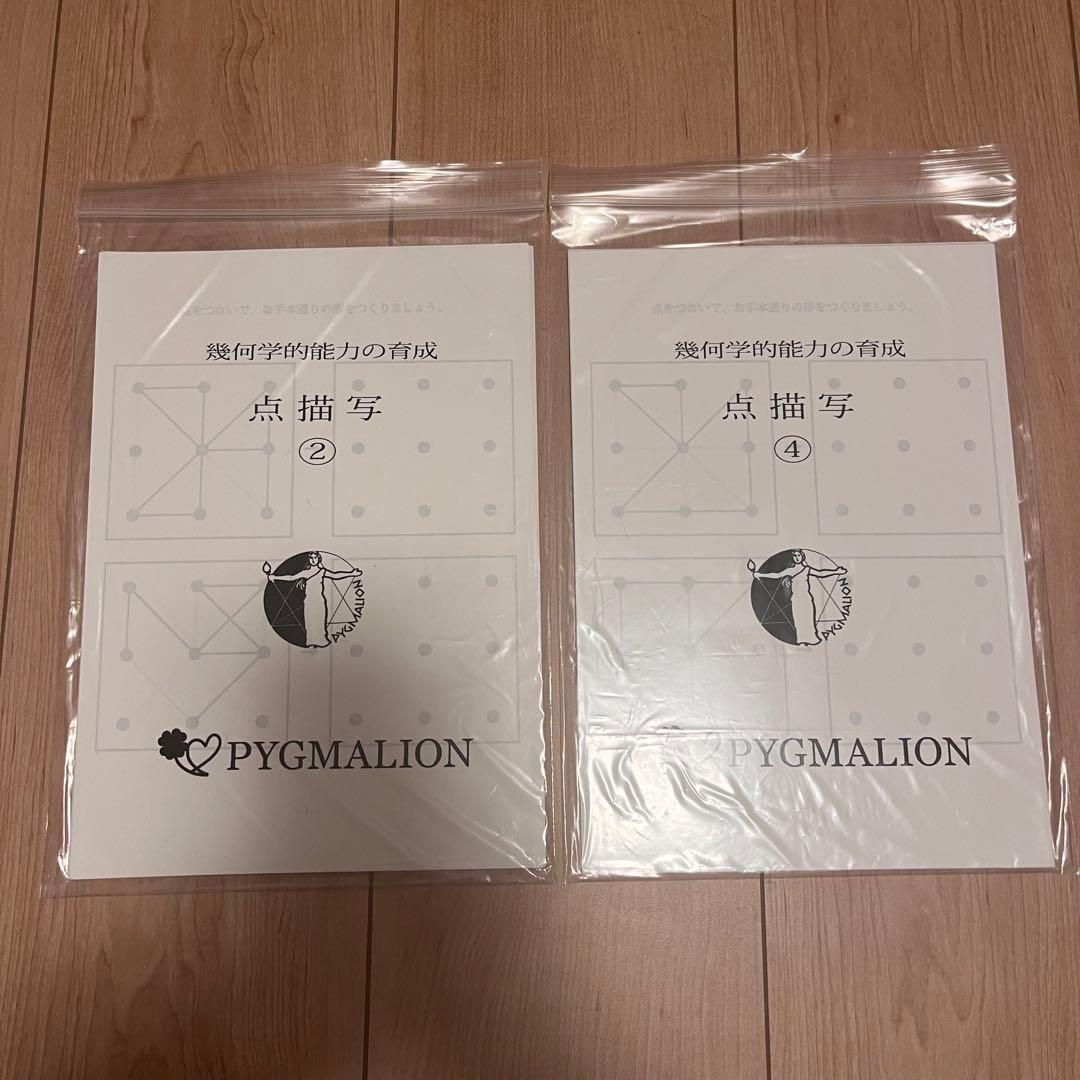 点をつないで、お手本通りの形をつくりましょう。
幾何学的能力の育成
点描写
②
PYGMALION
PYGMALION
点をつないで、お手本通りの形をつくりましょう。
幾何学的能力の育成
点描写
④
PYGMALION
PYGMALION